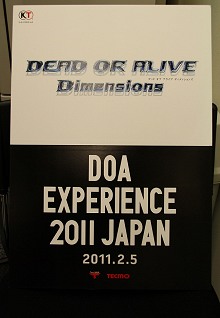 KT
DEAD OR ALIVE
Dimensions
DOA
EXPERIENCE
2011 JAPAN
2011.2.5
TECMO